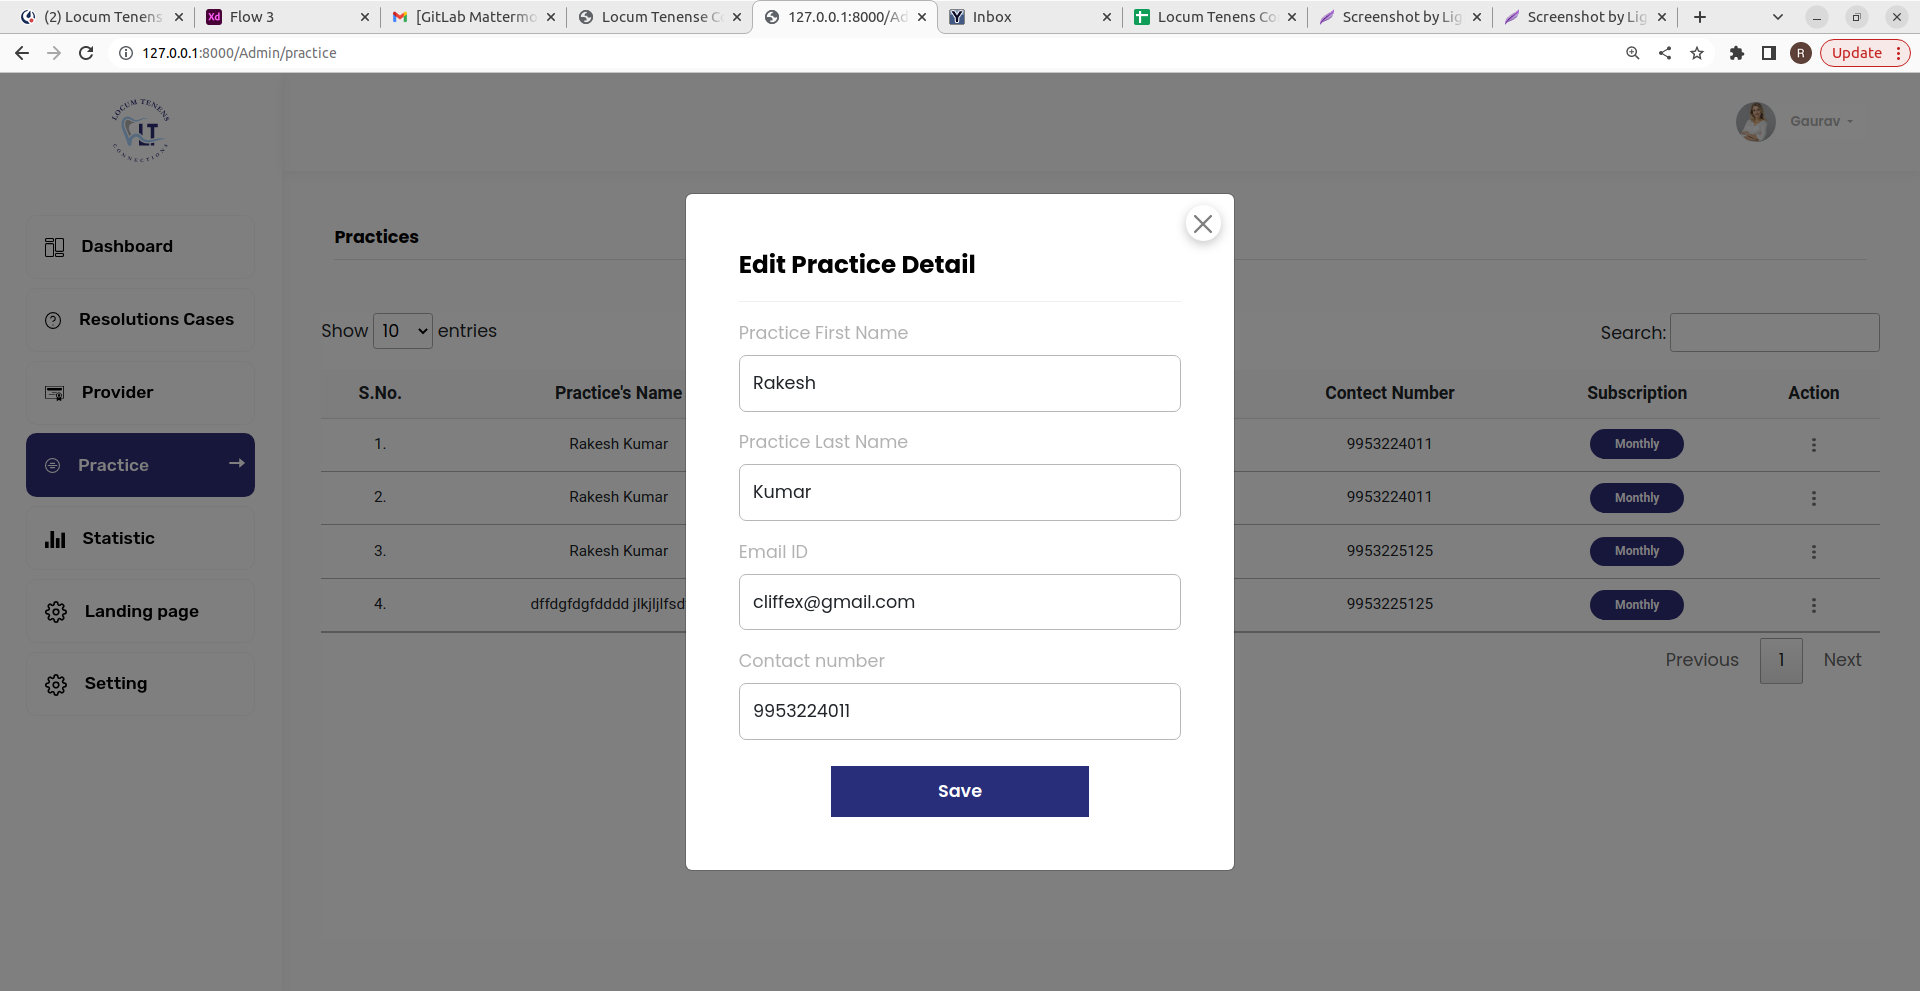 (2) Locum Tenens
Flow 3
[GitLab Mattermo
Locum Tenense Co
127.0.0.1:8000/Ad
Inbox
Locum Tenens Co
Screenshot by Lig
Screenshot by Lig
127.0.0.1:8000/Admin/practice
R
Update
LOCUM TENENS
LT
CONNECTIONS
Gaurav
Dashboard
Resolutions Cases
Provider
Practice
Statistic
Landing page
Setting
Practices
Show 10 entries
Search:
S.No. Practice's Name Contect Number Subscription Action
1. Rakesh Kumar 9953224011 Monthly
2. Rakesh Kumar 9953224011 Monthly
3. Rakesh Kumar 9953225125 Monthly
4. dffdgfdgfdddd jlkjljlfsd 9953225125 Monthly
Previous 1 Next
Edit Practice Detail
Practice First Name
Rakesh
Practice Last Name
Kumar
Email ID
cliffex@gmail.com
Contact number
9953224011
Save